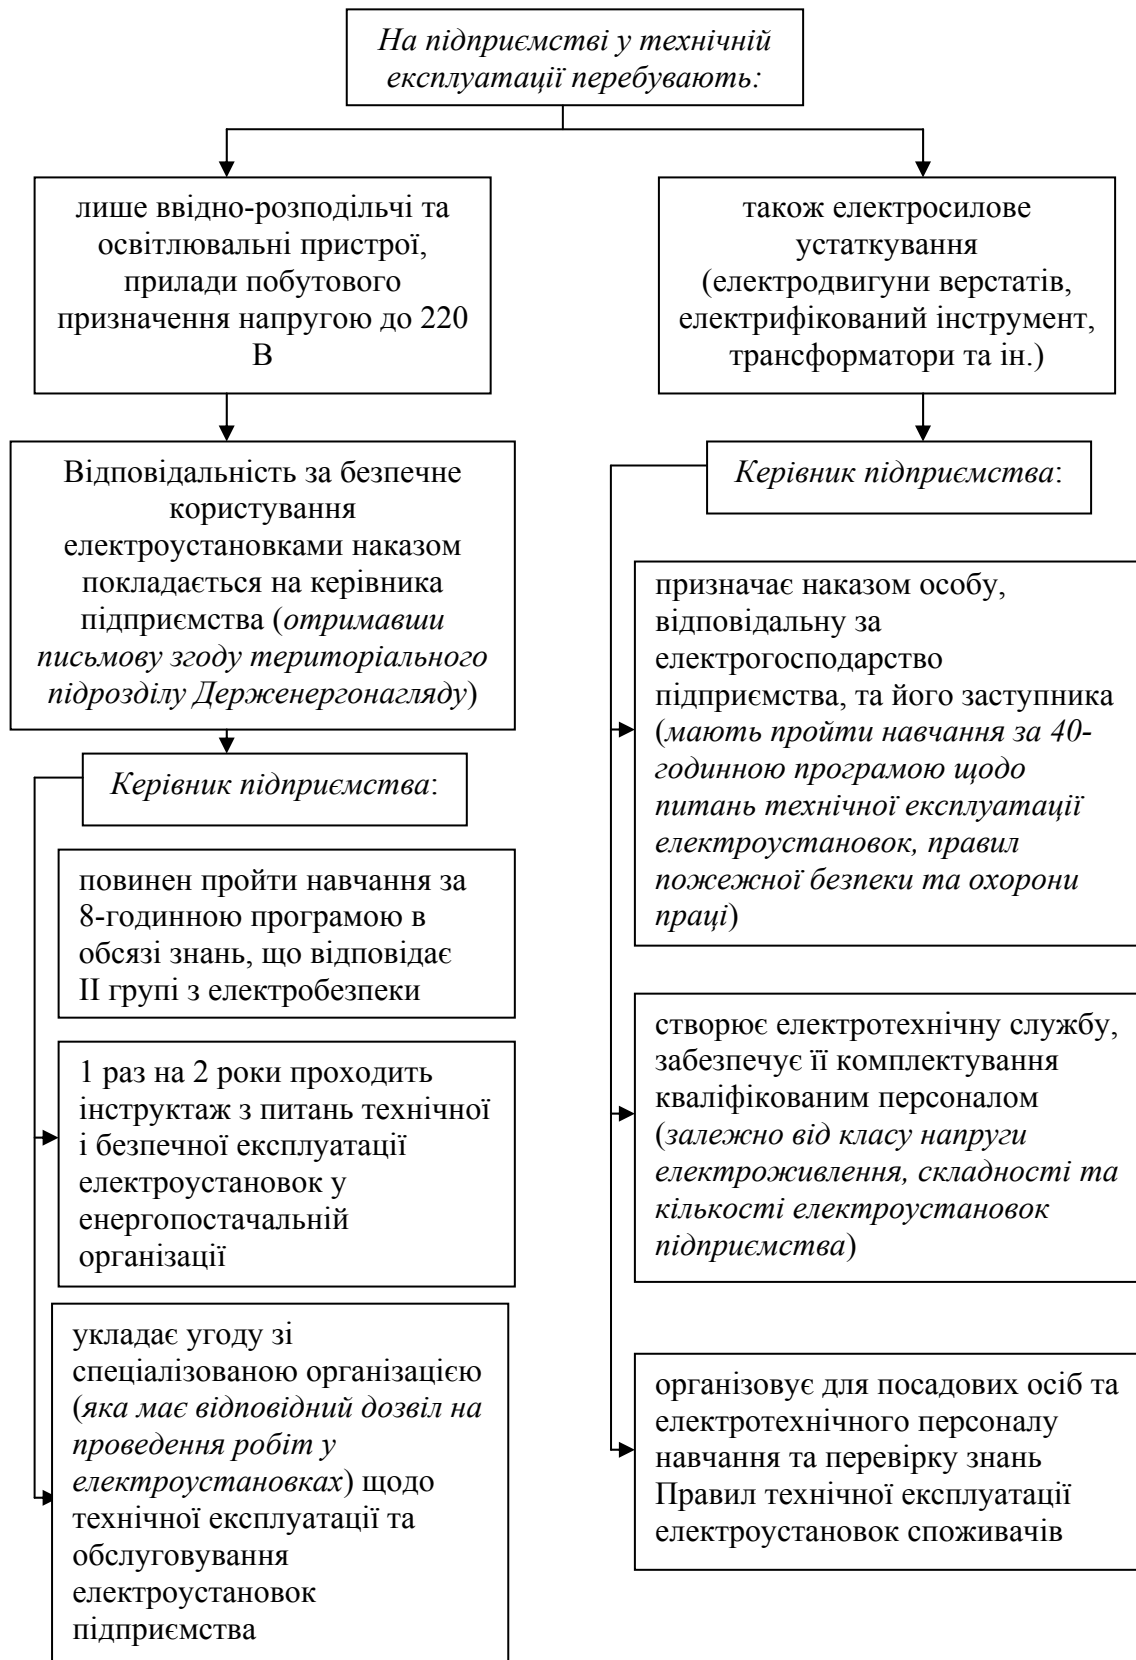 На підприємстві у технічній
експлуатації перебувають:
лише ввідно-розподільчі та
освітлювальні пристрої,
прилади побутового
призначення напругою до 220
В
Відповідальність за безпечне
користування
електроустановками наказом
покладається на керівника
підприємства (отримавши
письмову згоду територіального
підрозділу Держенергонагляду)
Керівник підприємства:
повинен пройти навчання за
8-годинною програмою в
обсязі знань, що відповідає
ІІ групі з електробезпеки
1 раз на 2 роки проходить
інструктаж з питань технічної
і безпечної експлуатації
електроустановок у
енергопостачальній
організації
укладає угоду зі
спеціалізованою організацією
(яка має відповідний дозвіл на
проведення робіт у
електроустановках) щодо
технічної експлуатації та
обслуговування
електроустановок
підприємства
також електросилове
устаткування
(електродвигуни верстатів,
електрифікований інструмент,
трансформатори та ін.)
Керівник підприємства:
призначає наказом особу,
відповідальну за
електрогосподарство
підприємства, та його заступника
(мають пройти навчання за 40-
годинною програмою щодо
питань технічної експлуатації
електроустановок, правил
пожежної безпеки та охорони
праці)
створює електротехнічну службу,
забезпечує її комплектування
кваліфікованим персоналом
(залежно від класу напруги
електроживлення, складності та
кількості електроустановок
підприємства)
організовує для посадових осіб та
електротехнічного персоналу
навчання та перевірку знань
Правил технічної експлуатації
електроустановок споживачів